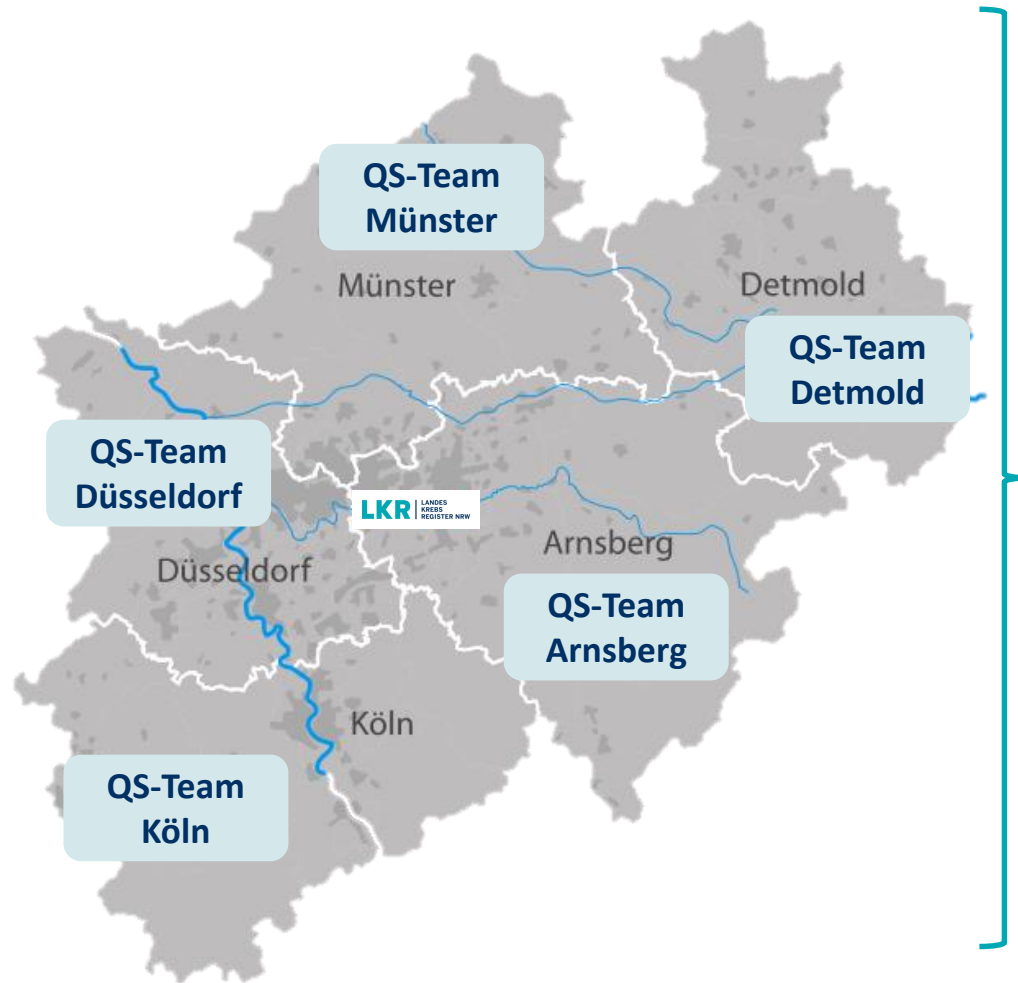 QS-Team
Münster
Münster
Detmold
QS-Team
Detmold
QS-Team
Düsseldorf
LKR LANDES
KREBS
REGISTER NRW
Arnsberg
Düsseldorf
QS-Team
Arnsberg
Köln
QS-Team
Köln